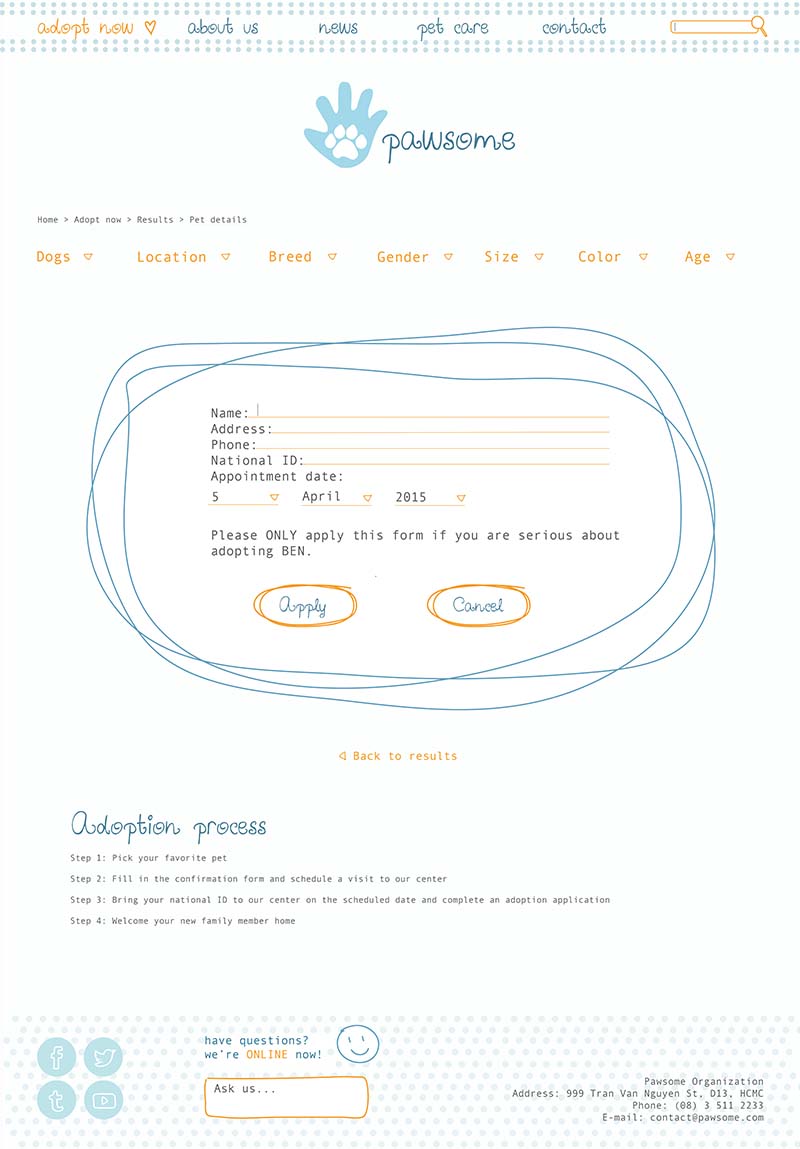 adopt now about us news pet care contact
pawsome
Home > Adopt now > Results > Pet details
Dogs Location Breed Gender Size Color Age
Name:
Address:
Phone:
National ID:
Appointment date:
5 April 2015
Please ONLY apply this form if you are serious about
adopting BEN.
Apply Cancel
Back to results
Adoption process
Step 1: Pick your favorite pet
Step 2: Fill in the confirmation form and schedule a visit to our center
Step 3: Bring your national ID to our center on the scheduled date and complete an adoption application
Step 4: Welcome your new family member home
have questions?
we're ONLINE now!
Ask us...
Pawsome Organization
Address: 999 Tran Van Nguyen St, D13, HCMC
Phone: (08) 3 511 2233
E-mail: contact@pawsome.com